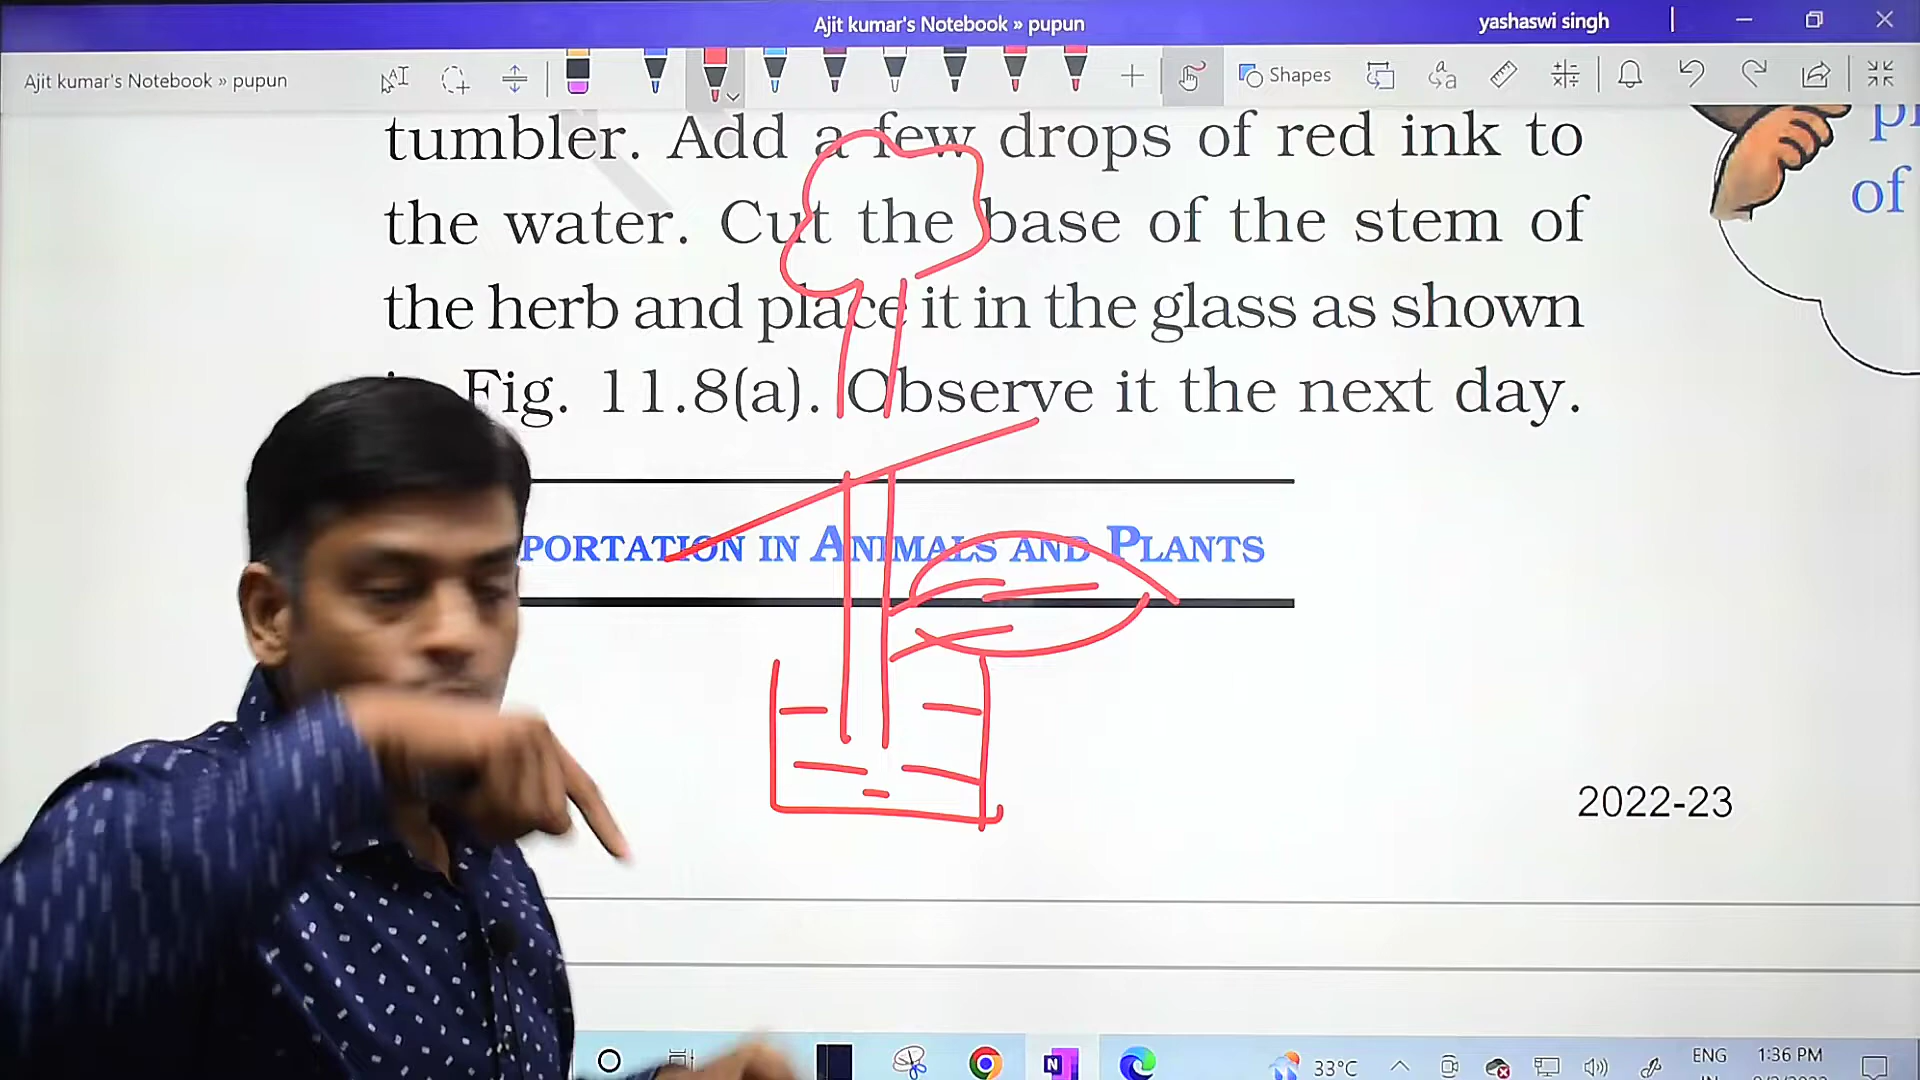 Ajit kumar's Notebook » pupun
yashaswi singh
Ajit kumar's Notebook » pupun
Shapes
tumbler. Add a few drops of red ink to
the water. Cut the base of the stem of
of
the herb and place it in the glass as shown
Fig. 11.8(a). Observe it the next day.
PORTATION IN ANIMALS AND PLANTS
2022-23
33°C
ENG
1:36 PM